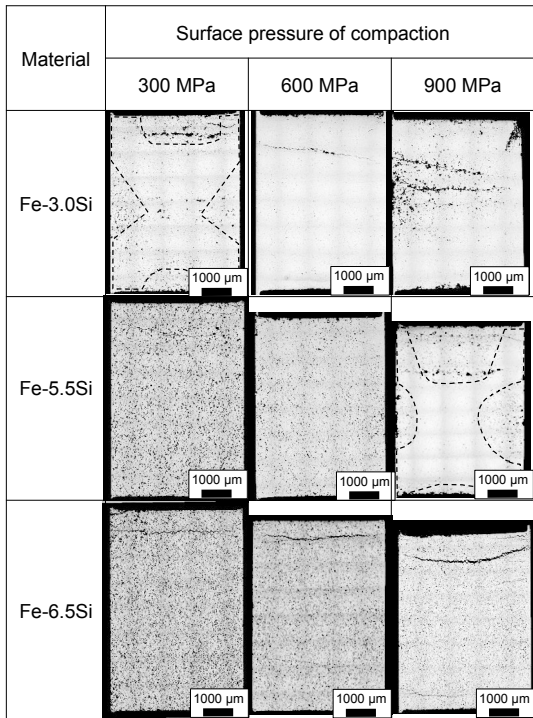 Material
Surface pressure of compaction
300 MPa
600 MPa
900 MPa
Fe-3.0Si
1000 µm
1000 µm
1000 µm
Fe-5.5Si
1000 µm
1000 µm
1000 µm
Fe-6.5Si
1000 µm
1000 µm
1000 µm